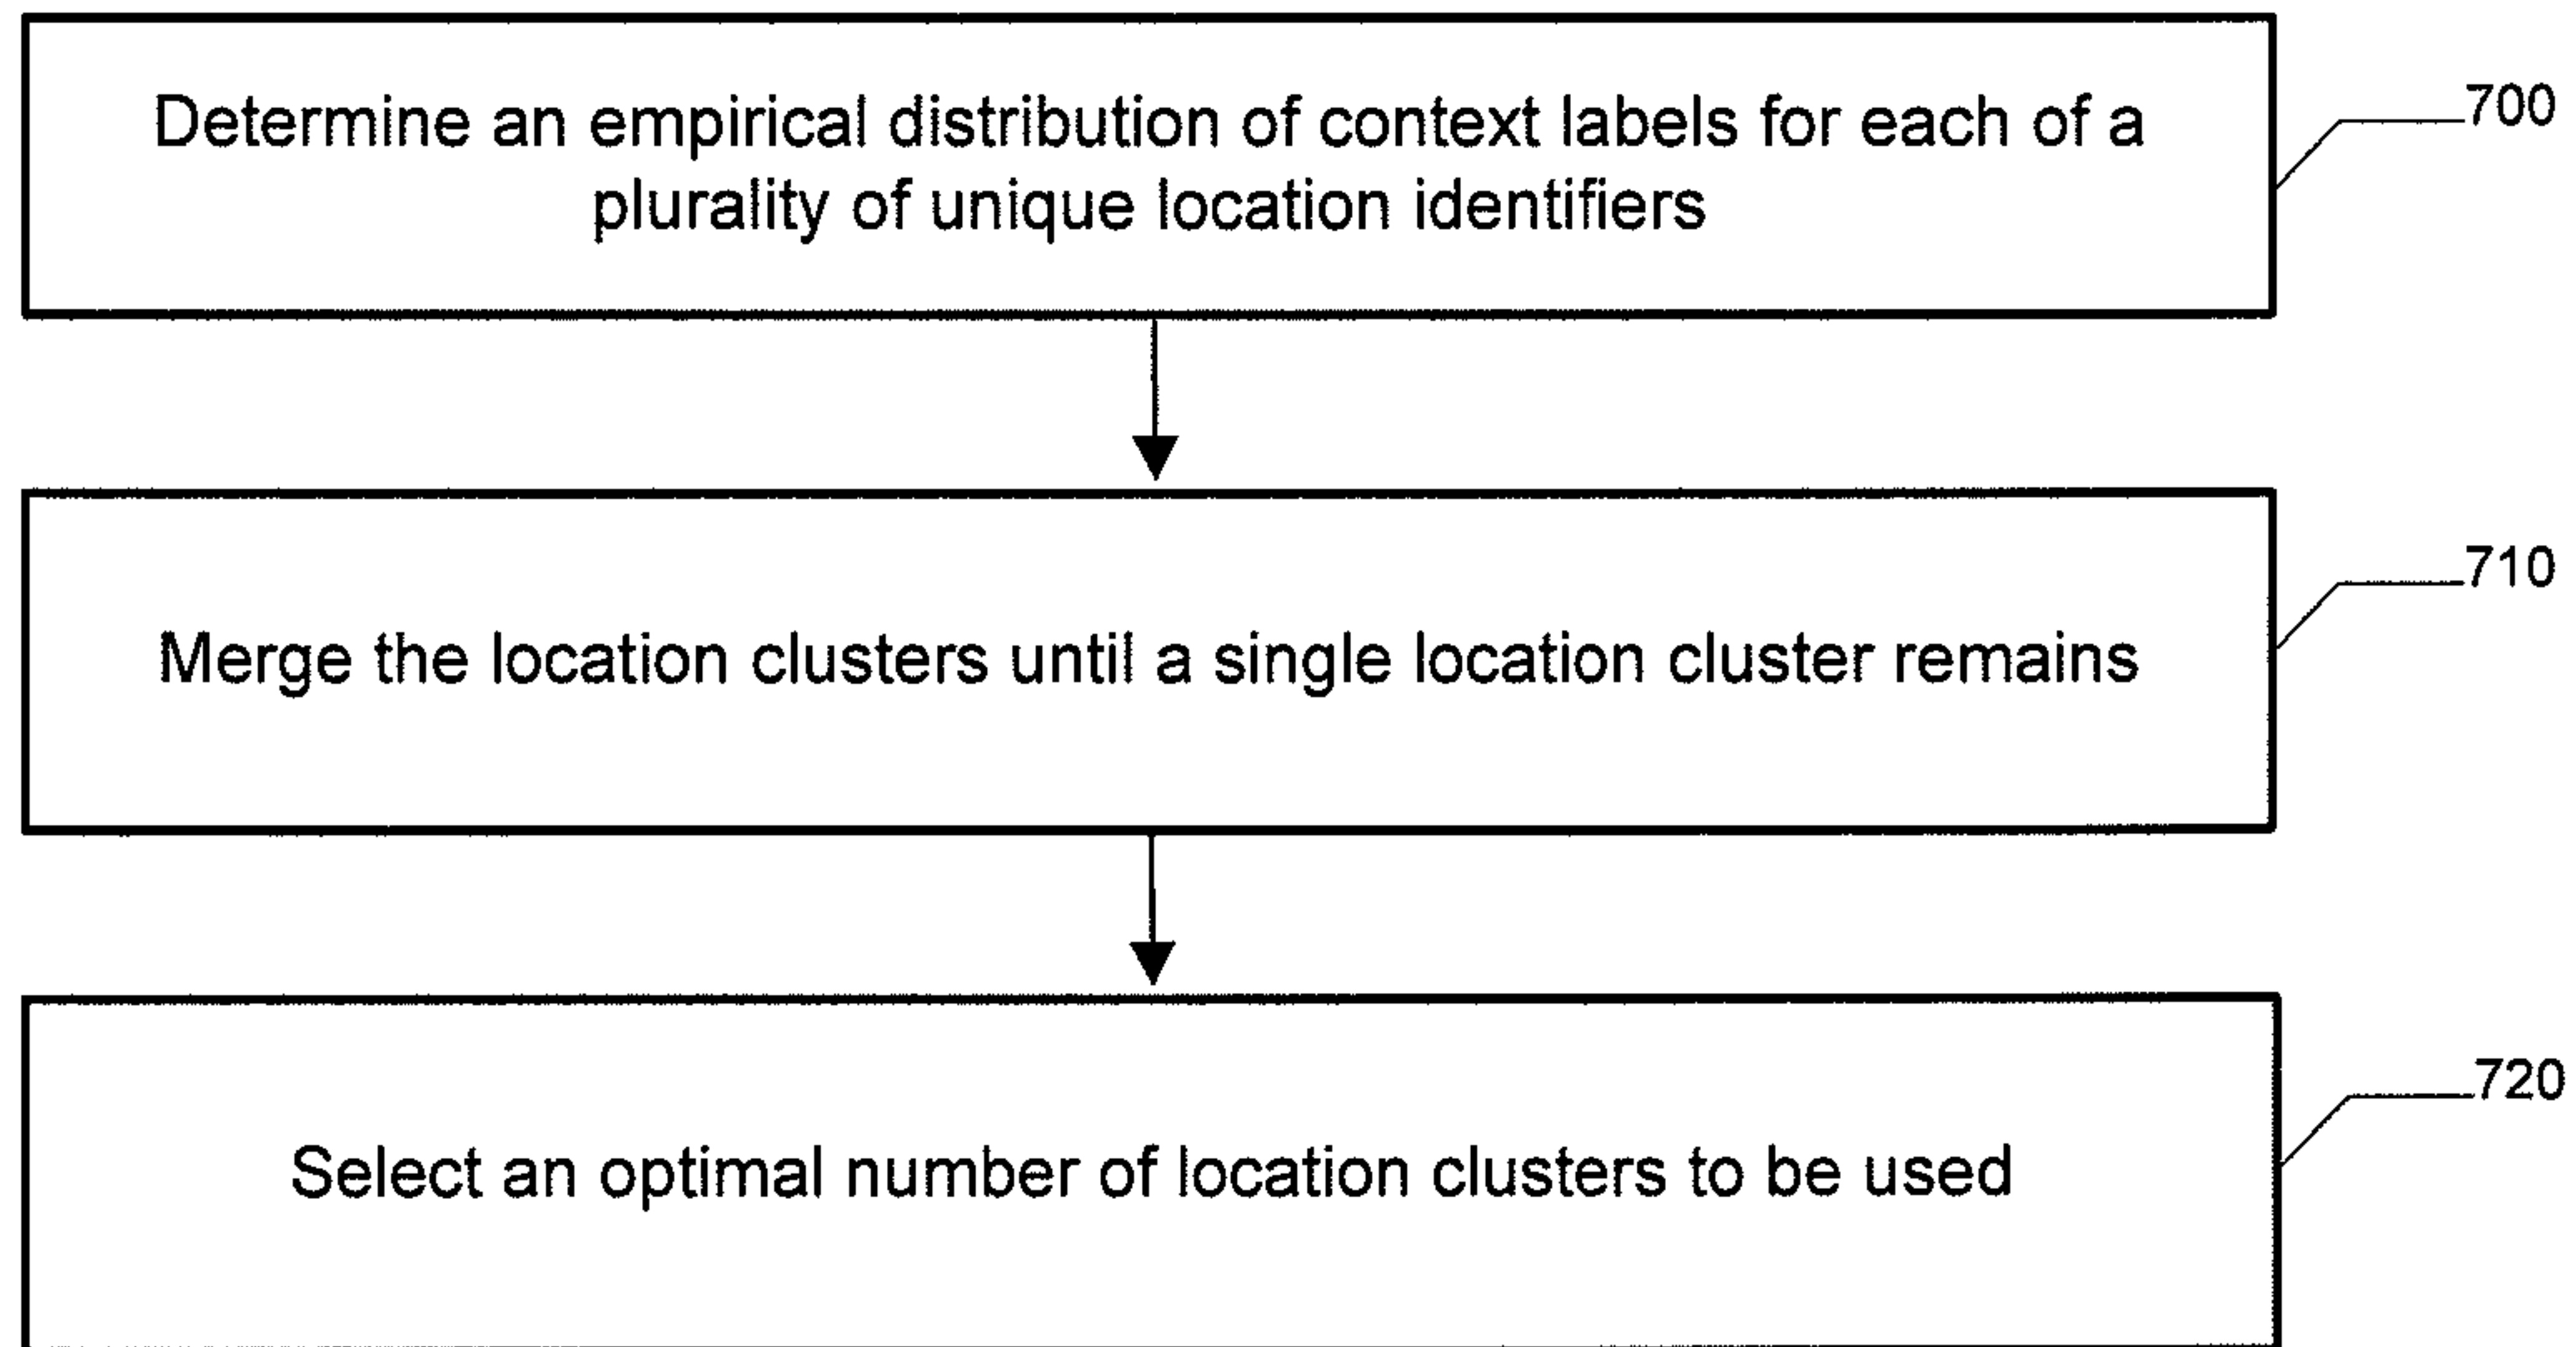 Determine an empirical distribution of context labels for each of a
plurality of unique location identifiers
700
Merge the location clusters until a single location cluster remains
710
Select an optimal number of location clusters to be used
720